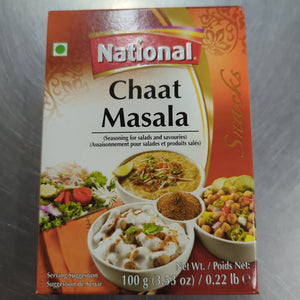 National
Chaat
Masala
(Seasoning for salads and savouries)
(Assaisonnement pour salades et produits salés)
Snacks
Serving Suggestion
Suggestion de Servir
Net Wt. / Poids Net:
100 g (3.53 oz) / 0.22 lb e